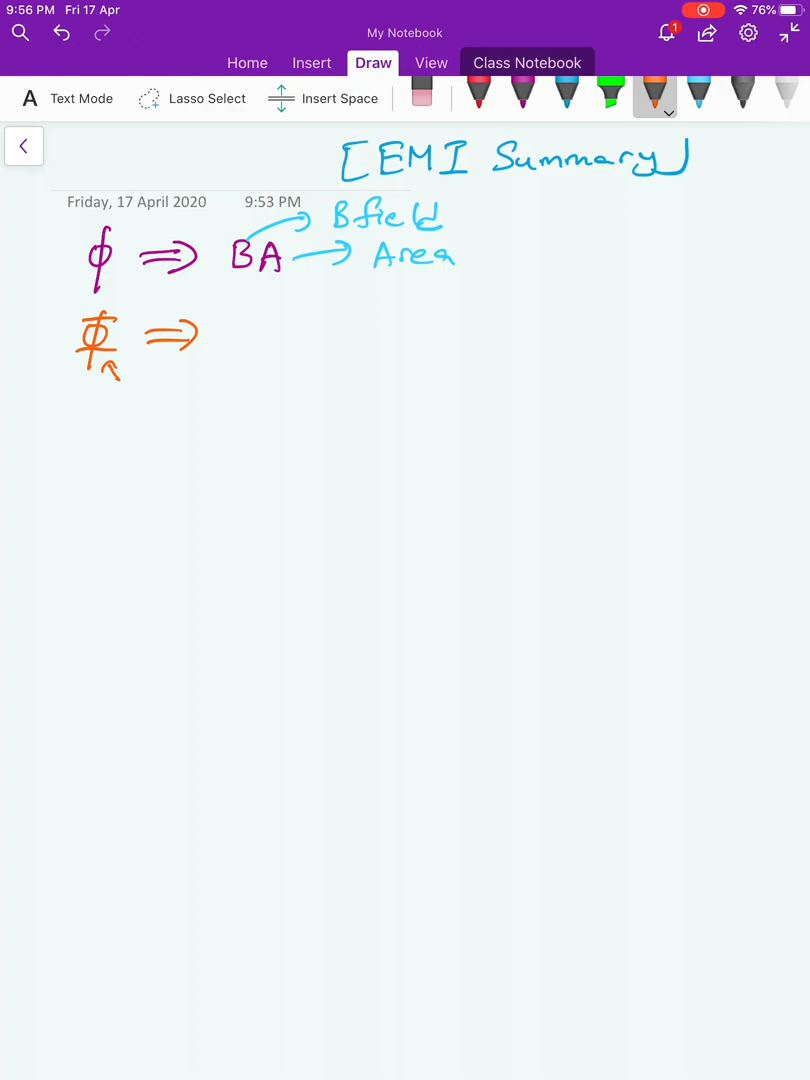 9:56 PM Fri 17 Apr
76%
My Notebook
1
Home Insert Draw View Class Notebook
A Text Mode Lasso Select Insert Space
[EMI Summary]
Friday, 17 April 2020 9:53 PM
B field
ϕ ⇒ BA → Area
Φ ⇒